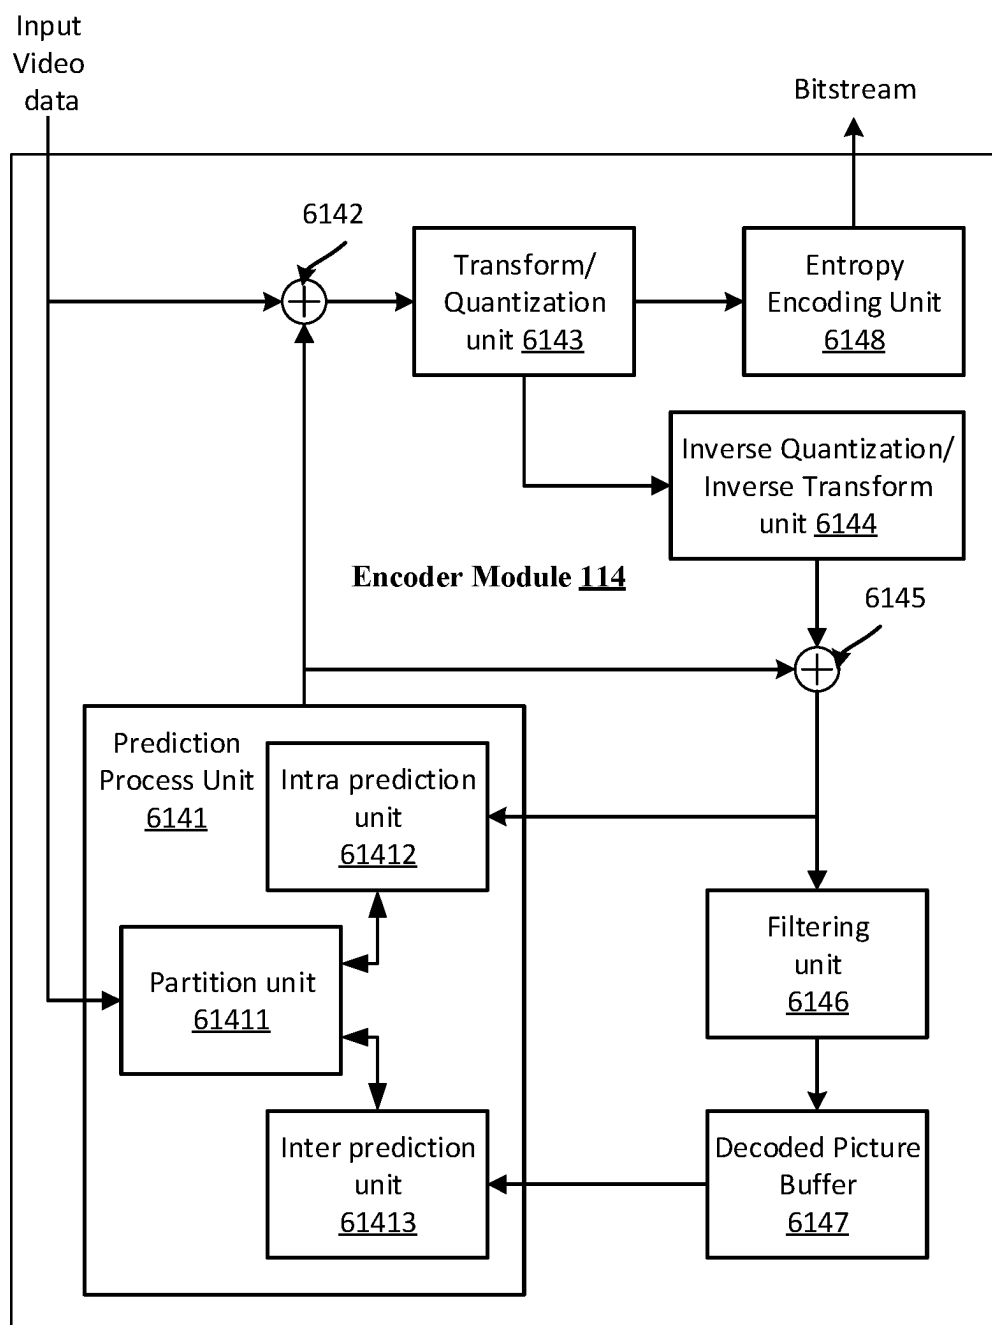 Input
Video
data
Bitstream
6142
Transform/
Quantization
unit 6143
Entropy
Encoding Unit
6148
Inverse Quantization/
Inverse Transform
unit 6144
Encoder Module 114
6145
Prediction
Process Unit
6141
Intra prediction
unit
61412
Partition unit
61411
Filtering
unit
6146
Inter prediction
unit
61413
Decoded Picture
Buffer
6147